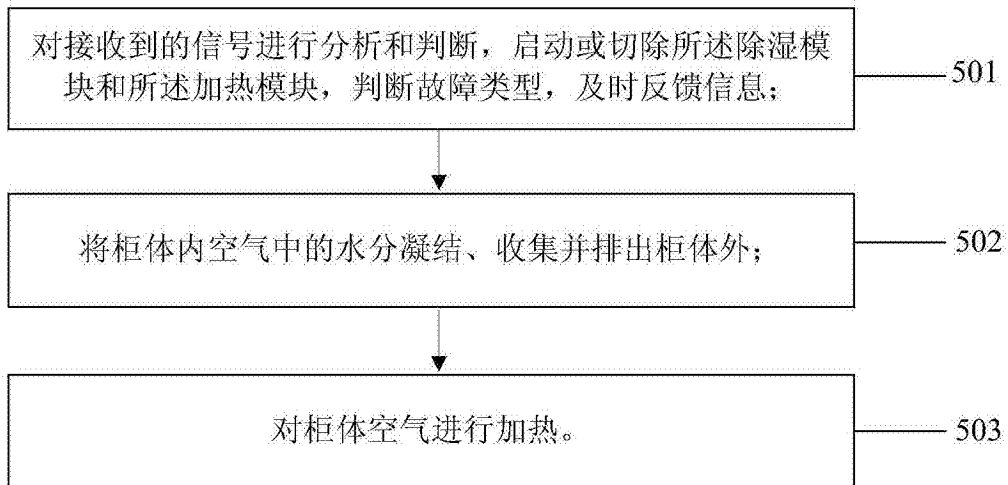 对接收到的信号进行分析和判断，启动或切除所述除湿模
块和所述加热模块，判断故障类型，及时反馈信息；
501
将柜体内空气中的水分凝结、收集并排出柜体外；
502
对柜体空气进行加热。
503